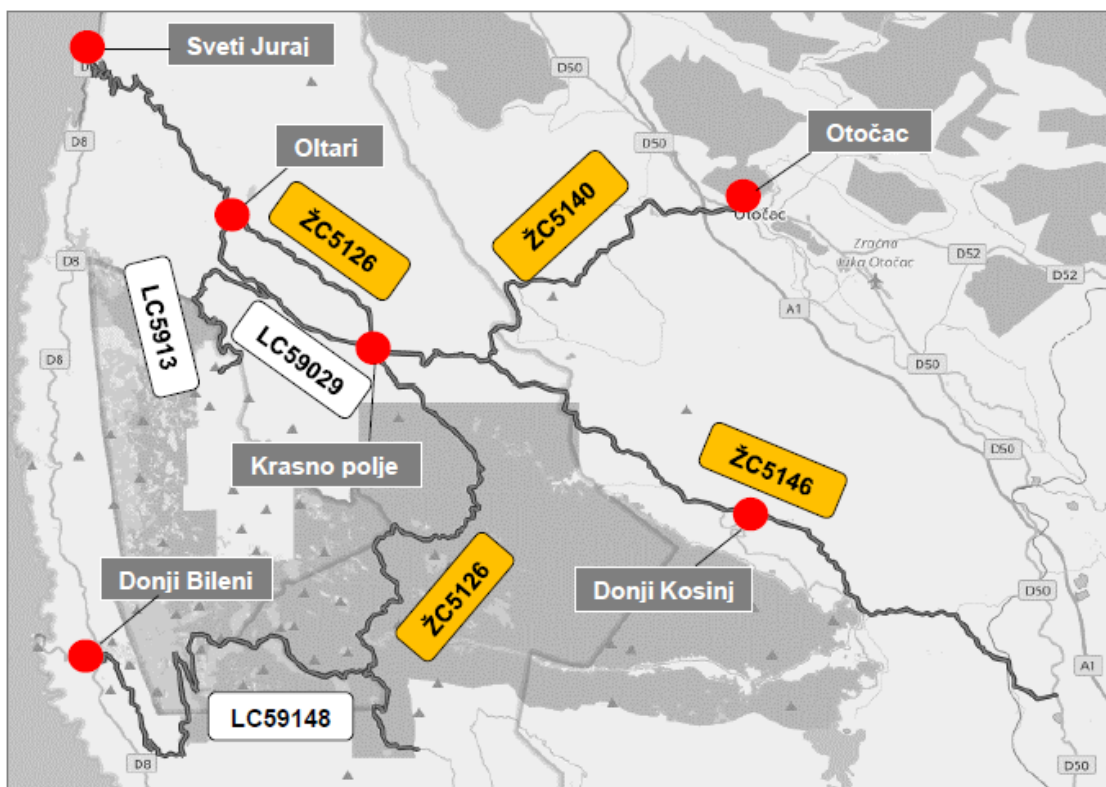 Sveti Juraj
D50
D8
D50
Otočac
Oltari
ŽC5140
ŽC5126
Otočac
Zračna
luka Otočac
D52
D52
D8
D8
A1
LC5913
LC59029
D50
D8
D50
Krasno polje
ŽC5146
Donji Bileni
ŽC5126
Donji Kosinj
D50
A1
LC59148
D8
D50